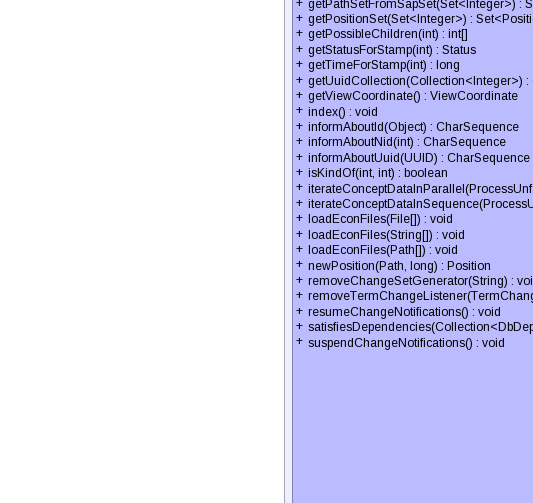 + getPathSetFromSapSet(Set<Integer>) : S
+ getPositionSet(Set<Integer>) : Set<Positi
+ getPossibleChildren(int) : int[]
+ getStatusForStamp(int) : Status
+ getTimeForStamp(int) : long
+ getUuidCollection(Collection<Integer>) :
+ getViewCoordinate() : ViewCoordinate
+ index() : void
+ informAboutId(Object) : CharSequence
+ informAboutNid(int) : CharSequence
+ informAboutUuid(UUID) : CharSequence
+ isKindOf(int, int) : boolean
+ iterateConceptDataInParallel(ProcessUnf
+ iterateConceptDataInSequence(ProcessU
+ loadEconFiles(File[]) : void
+ loadEconFiles(String[]) : void
+ loadEconFiles(Path[]) : void
+ newPosition(Path, long) : Position
+ removeChangeSetGenerator(String) : voi
+ removeTermChangeListener(TermChang
+ resumeChangeNotifications() : void
+ satisfiesDependencies(Collection<DbDep
+ suspendChangeNotifications() : void